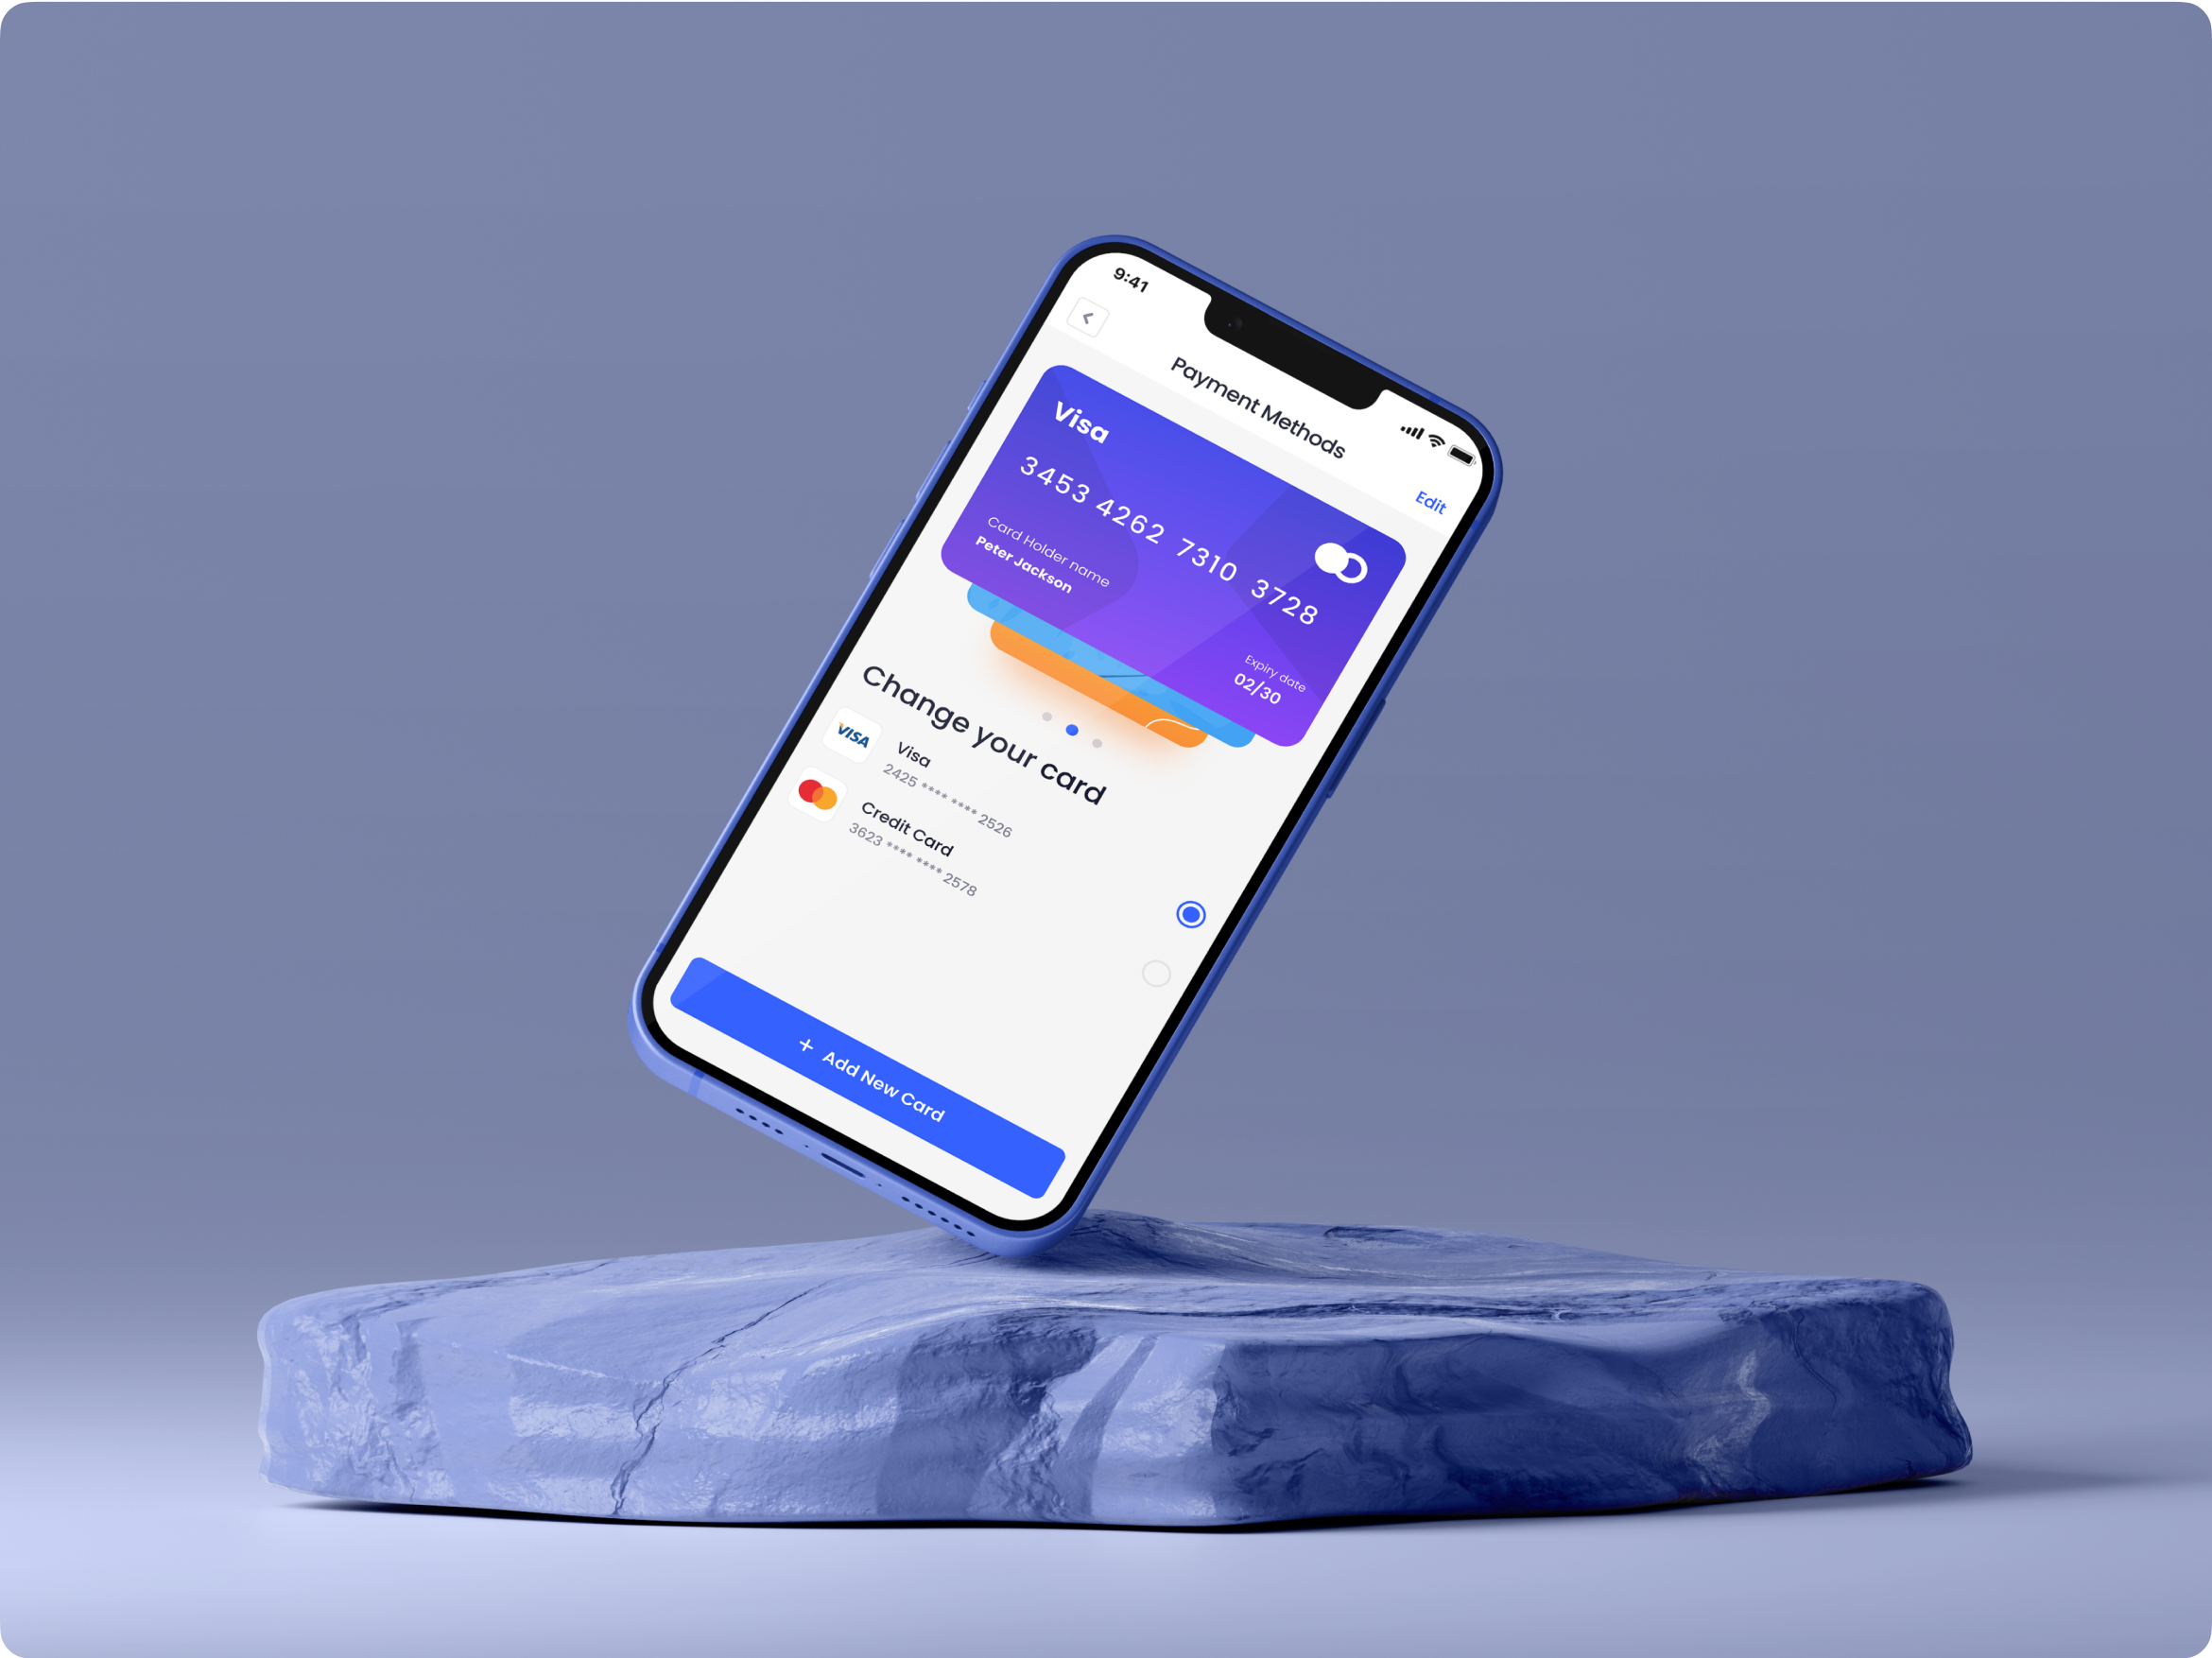 9:41
Payment Methods
Edit
Visa
3453 4262 7310 3728
Card Holder name
Peter Jackson
Expiry date
02/30
Change your card
VISA
Visa
2425 **** **** 2526
Credit Card
3623 **** **** 2578
+ Add New Card